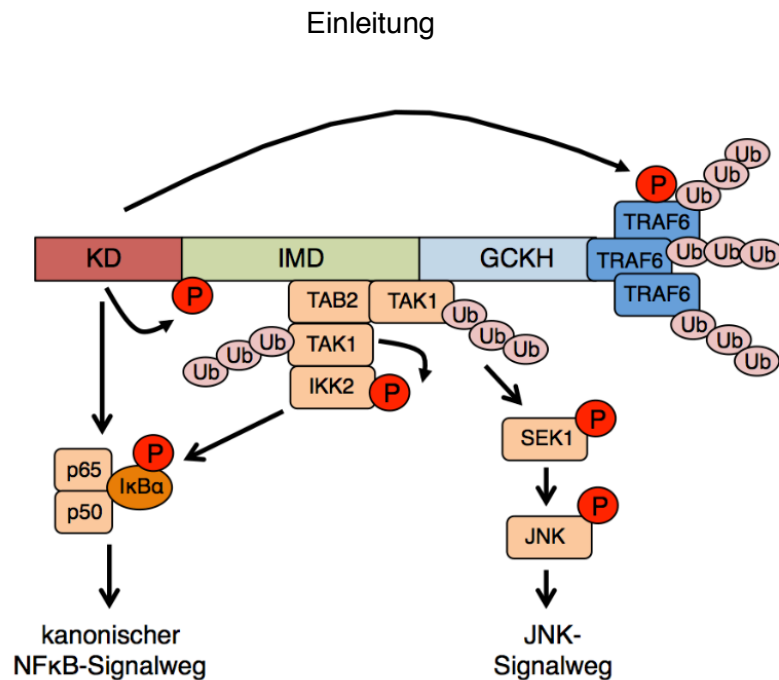 Einleitung
Ub
Ub
P
Ub
TRAF6
KD
IMD
GCKH
TRAF6
Ub
Ub
Ub
P
TAB2
TAK1
TRAF6
Ub
Ub
Ub
Ub
TAK1
Ub
Ub
Ub
Ub
Ub
Ub
IKK2
P
P
SEK1
P
p65
IκBα
p50
P
JNK
kanonischer
NFκB-Signalweg
JNK-
Signalweg